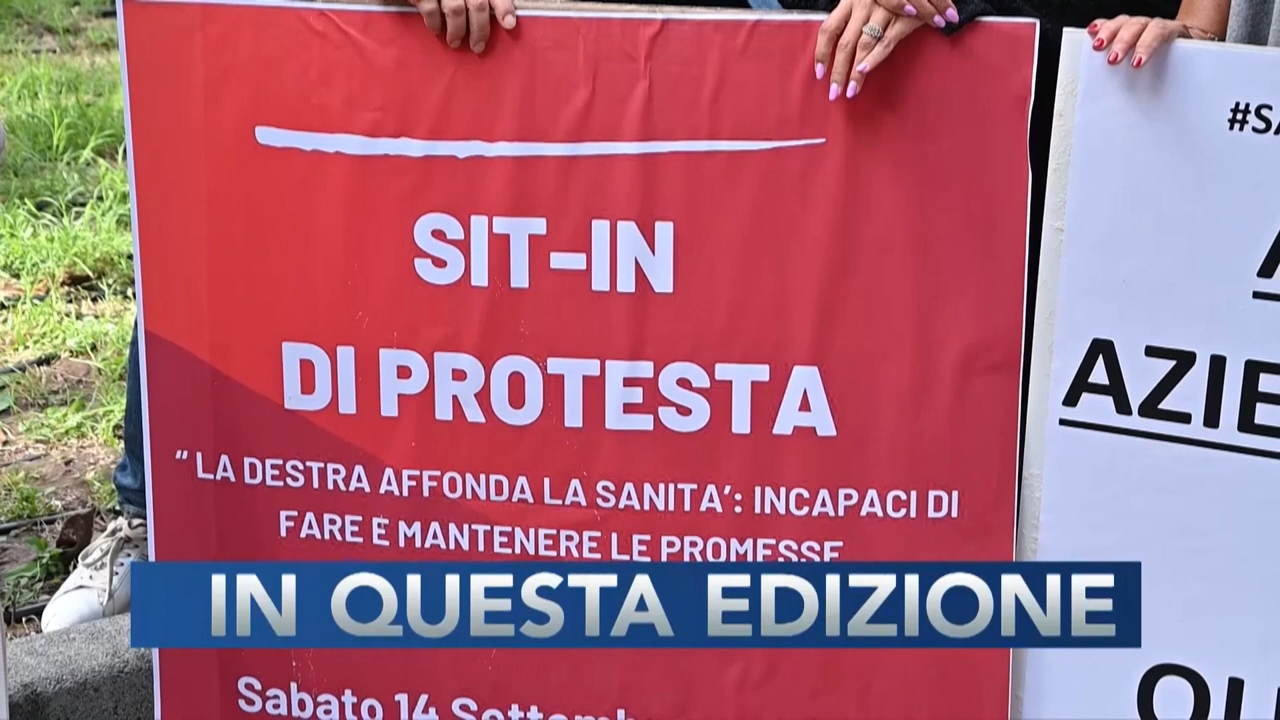 SIT-IN
DI PROTESTA
“ LA DESTRA AFFONDA LA SANITA’: INCAPACI DI
FARE E MANTENERE LE PROMESSE
IN QUESTA EDIZIONE
Sabato 14
AZIE